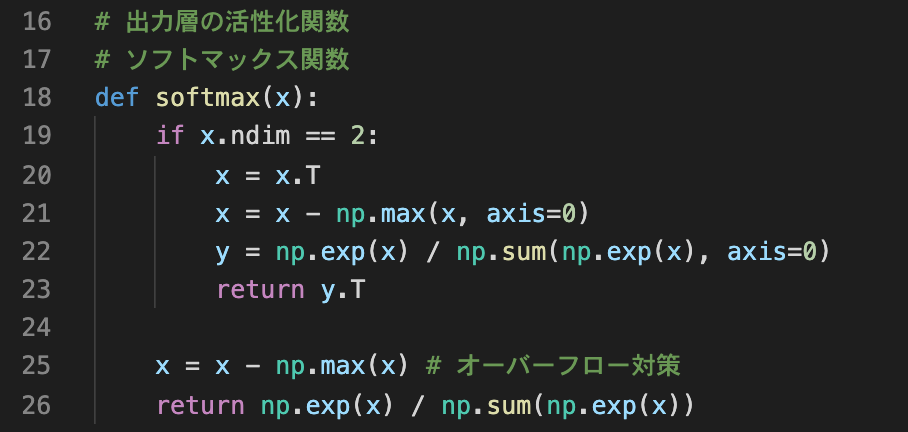 16 # 出力層の活性化関数
17 # ソフトマックス関数
18 def softmax(x):
19     if x.ndim == 2:
20         x = x.T
21         x = x - np.max(x, axis=0)
22         y = np.exp(x) / np.sum(np.exp(x), axis=0)
23         return y.T
24
25     x = x - np.max(x) # オーバーフロー対策
26     return np.exp(x) / np.sum(np.exp(x))